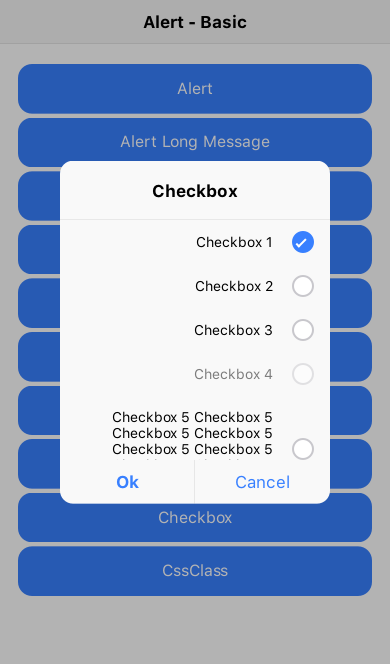 Alert - Basic
Alert
Alert Long Message
Checkbox
Checkbox 1
Checkbox 2
Checkbox 3
Checkbox 4
Checkbox 5 Checkbox 5
Checkbox 5 Checkbox 5
Checkbox 5 Checkbox 5
Ok
Cancel
Checkbox
CssClass